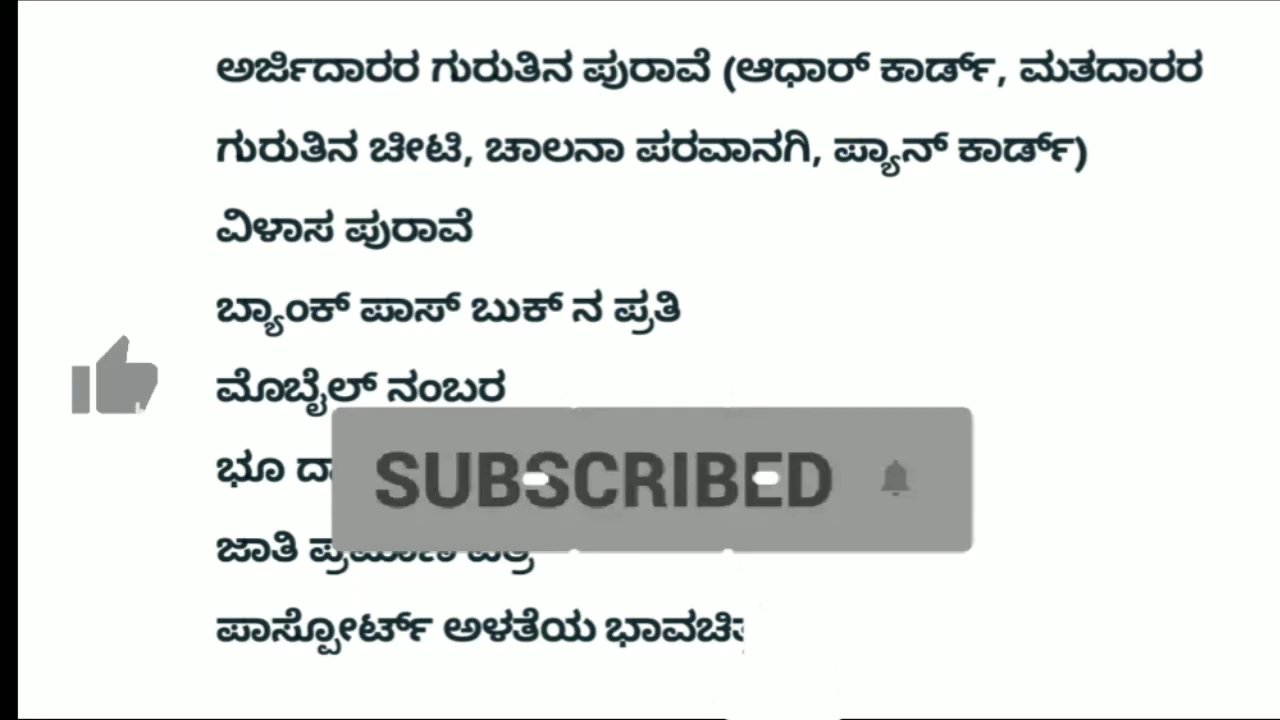 ಅರ್ಜಿದಾರರ ಗುರುತಿನ ಪುರಾವೆ (ಆಧಾರ್ ಕಾರ್ಡ್, ಮತದಾರರ
ಗುರುತಿನ ಚೀಟಿ, ಚಾಲನಾ ಪರವಾನಗಿ, ಪ್ಯಾನ್ ಕಾರ್ಡ್)
ವಿಳಾಸ ಪುರಾವೆ
ಬ್ಯಾಂಕ್ ಪಾಸ್ ಬುಕ್ ನ ಪ್ರತಿ
ಮೊಬೈಲ್ ನಂಬರ
ಭೂ
SUBSCRIBED
ಜಾತಿ
ಪಾಸ್ಪೋರ್ಟ್ ಅಳತೆಯ